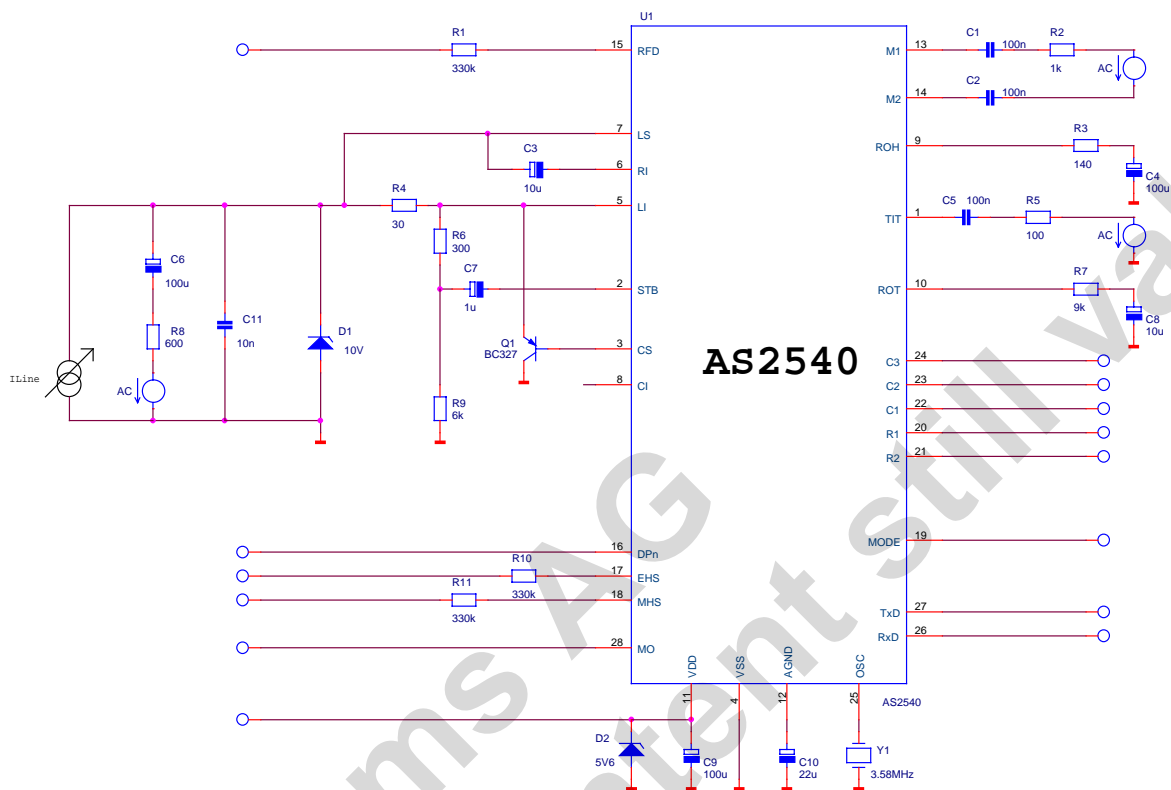 U1
R1
330k
15
RFD
M1
13
C1
100n
R2
1k
AC
C2
100n
14
M2
7
LS
C3
10u
6
RI
ROH
9
R3
140
C4
100u
R4
30
5
LI
TIT
1
C5
100n
R5
100
AC
R6
300
C7
1u
2
STB
ROT
10
R7
9k
C8
10u
C6
100u
R8
600
AC
C11
10n
D1
10V
ILine
Q1
BC327
3
CS
8
CI
R9
6k
AS2540
C3
24
C2
23
C1
22
R1
20
R2
21
16
DPn
R10
330k
17
EHS
R11
330k
18
MHS
28
MO
MODE
19
TxD
27
RxD
26
VDD
VSS
AGND
OSC
11
4
12
25
AS2540
D2
5V6
C9
100u
C10
22u
Y1
3.58MHz
ms AG
tent still val